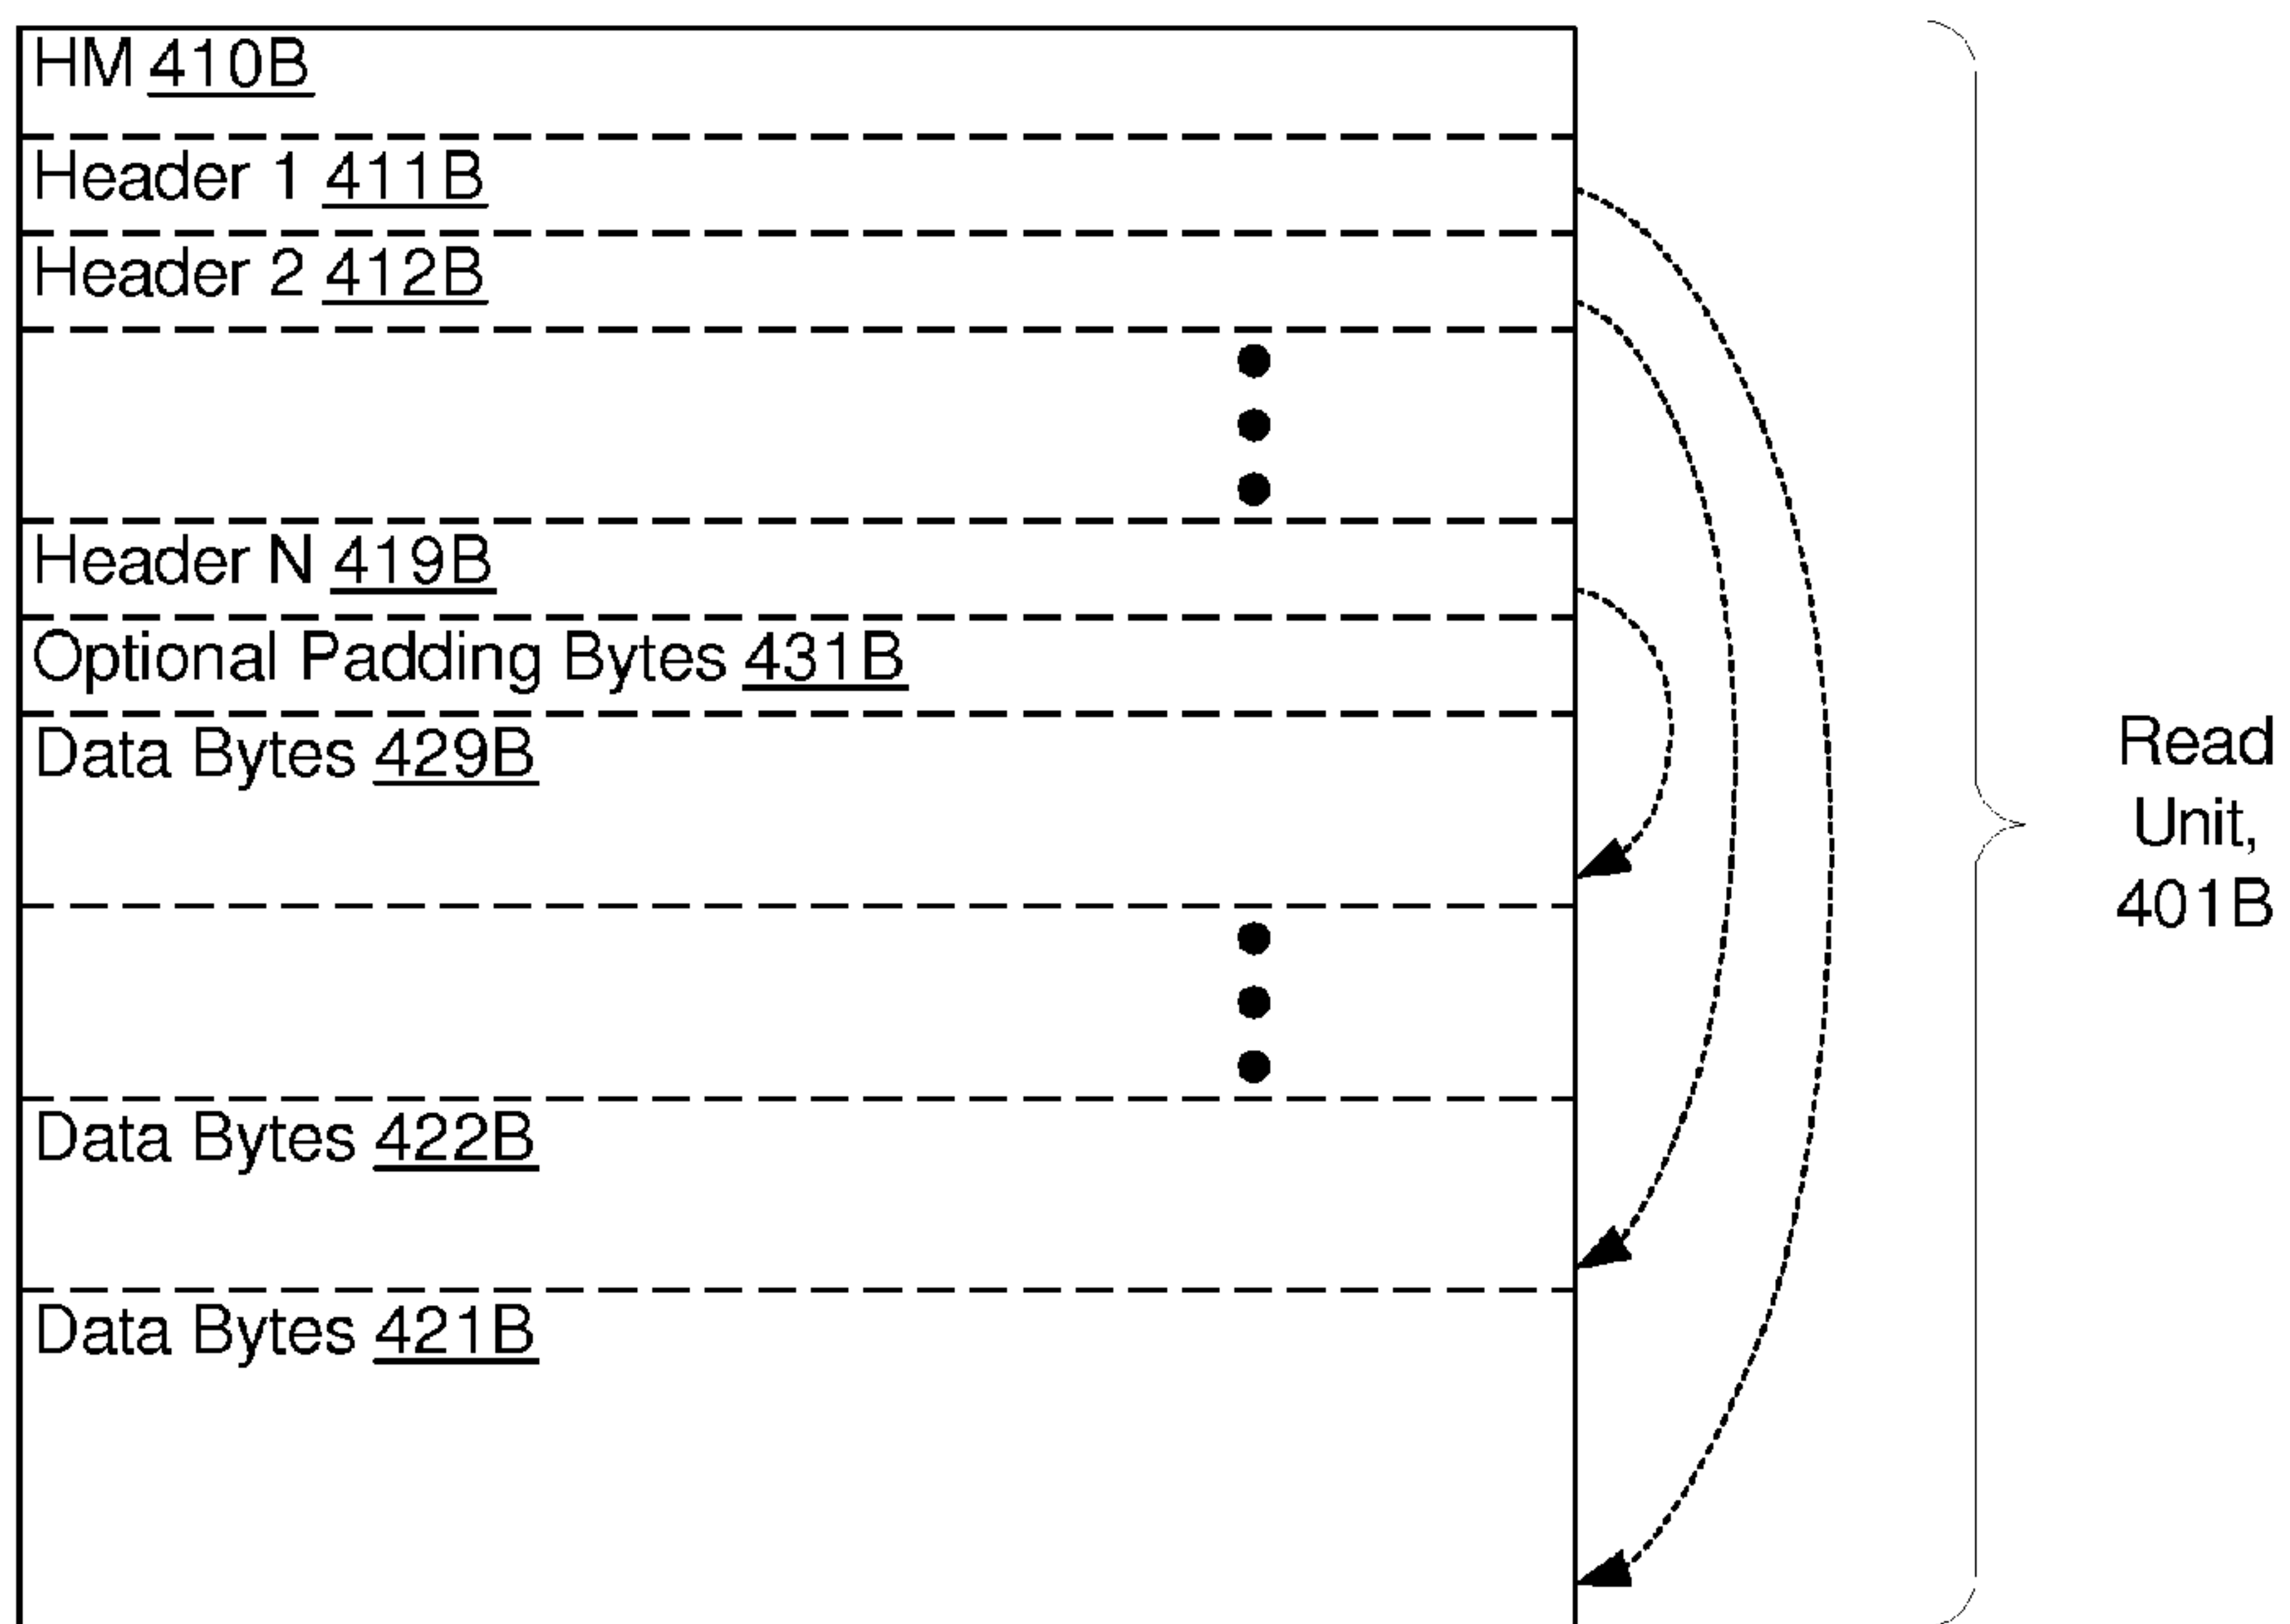 HM 410B
Header 1 411B
Header 2 412B
Header N 419B
Optional Padding Bytes 431B
Data Bytes 429B
Data Bytes 422B
Data Bytes 421B
Read
Unit,
401B